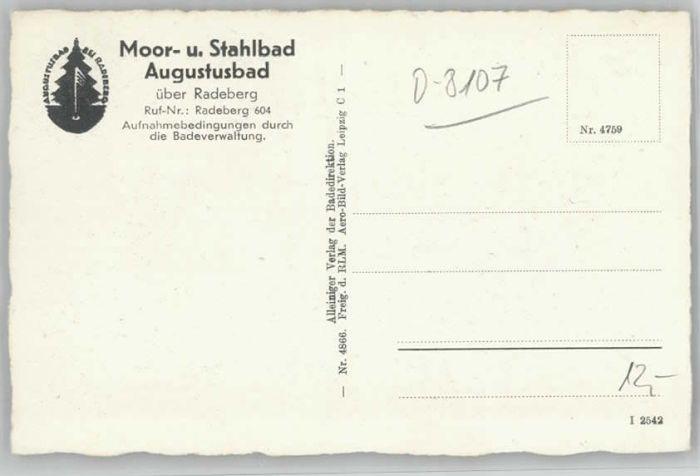 AUGUSTUSBAD BEI RADEBERG
Moor- u. Stahlbad
Augustusbad
über Radeberg
Ruf-Nr.: Radeberg 604
Aufnahmebedingungen durch
die Badeverwaltung.
Alleiniger Verlag der Badedirektion.
— Nr. 4866. Freig. d. RLM. Aero-Bild-Verlag Leipzig C 1 —
D-8107
Nr. 4759
12,-
I 2542